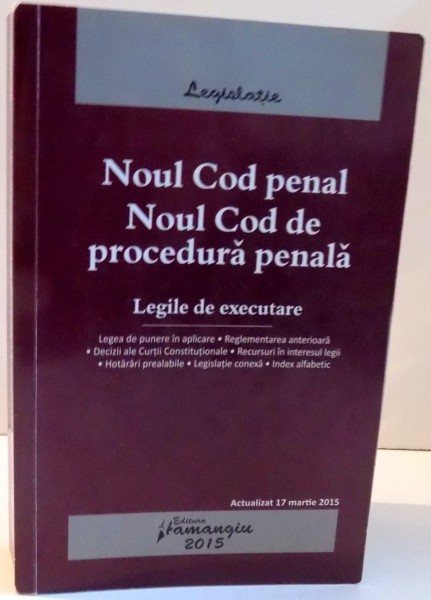 Legislație
Noul Cod penal
Noul Cod de
procedură penală
Legile de executare
Legea de punere în aplicare • Reglementarea anterioară
• Decizii ale Curții Constituționale • Recursuri în interesul legii
• Hotărâri prealabile • Legislație conexă • Index alfabetic
Actualizat 17 martie 2015
Editura
Hamangiu
2015